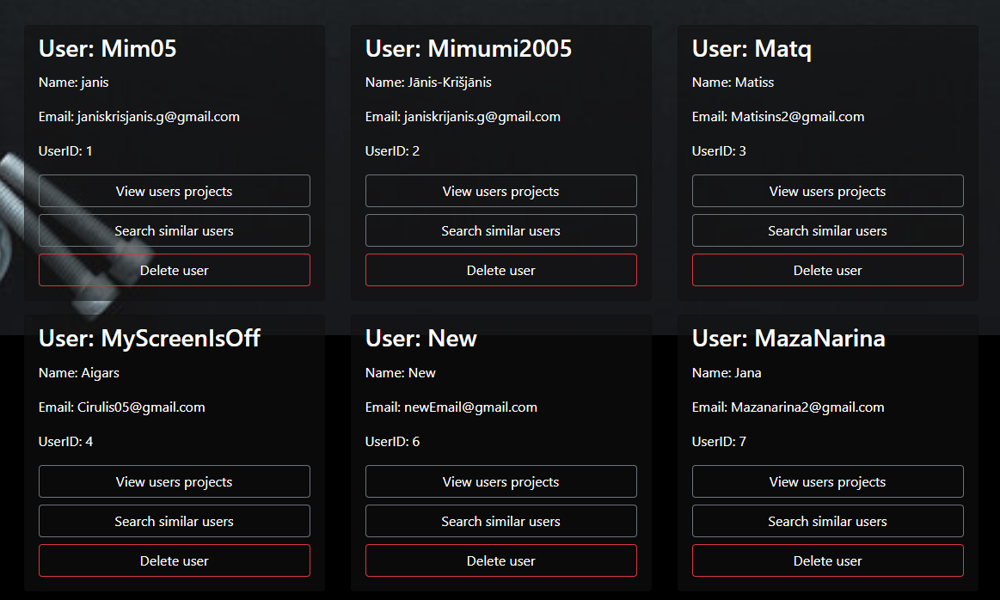 User: Mim05
Name: janis
Email: janiskrisjanis.g@gmail.com
UserID: 1
View users projects
Search similar users
Delete user
User: Mimumi2005
Name: Jānis-Krišjānis
Email: janiskrijanis.g@gmail.com
UserID: 2
View users projects
Search similar users
Delete user
User: Matq
Name: Matiss
Email: Matisins2@gmail.com
UserID: 3
View users projects
Search similar users
Delete user
User: MyScreenIsOff
Name: Aigars
Email: Cirulis05@gmail.com
UserID: 4
View users projects
Search similar users
Delete user
User: New
Name: New
Email: newEmail@gmail.com
UserID: 6
View users projects
Search similar users
Delete user
User: MazaNarina
Name: Jana
Email: Mazanarina2@gmail.com
UserID: 7
View users projects
Search similar users
Delete user